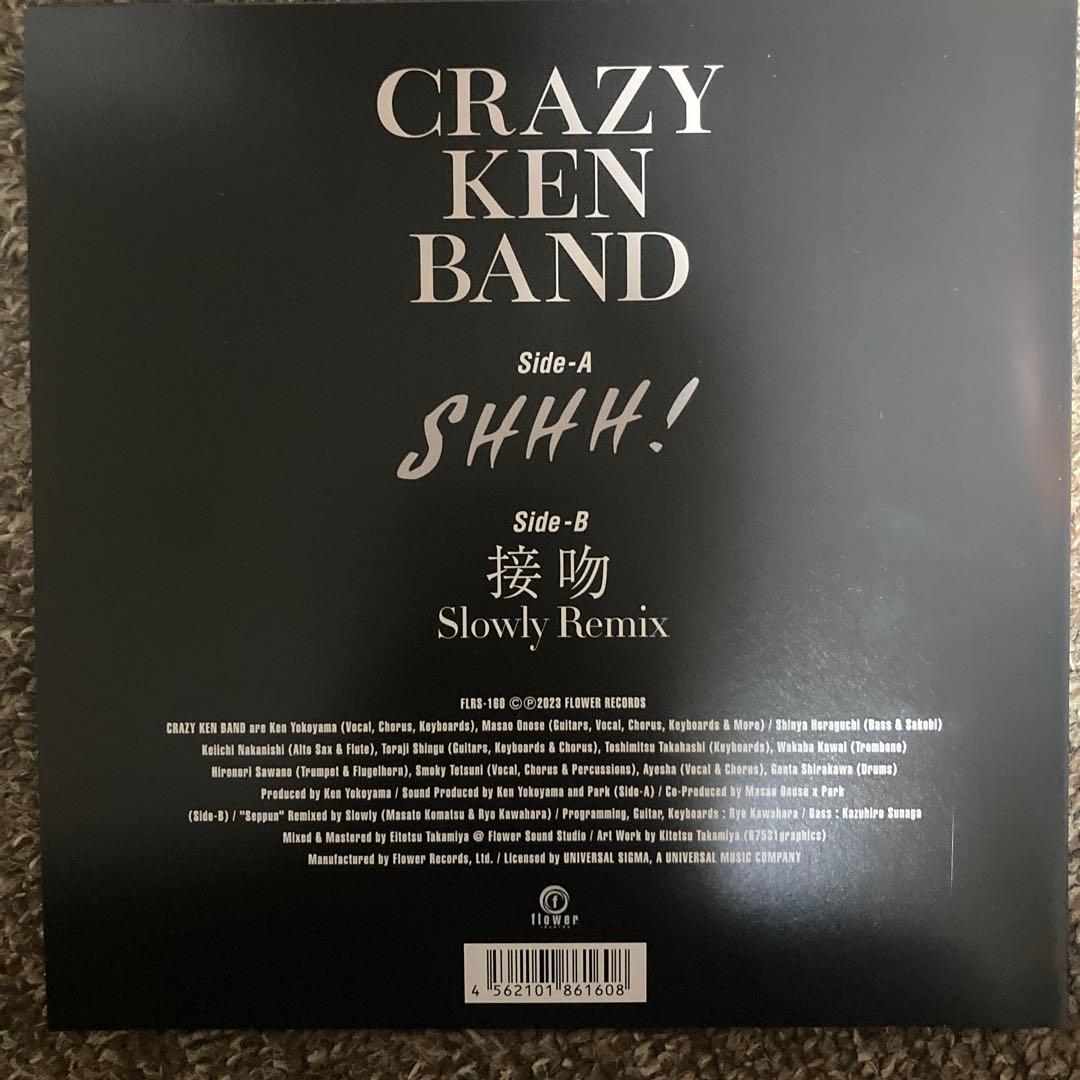 CRAZY
KEN
BAND
Side-A
SHHH!
Side-B
接吻
Slowly Remix
FLRS-160 ©℗2023 FLOWER RECORDS
CRAZY KEN BAND are Ken Yokoyama (Vocal, Chorus, Keyboards), Masao Onose (Guitars, Vocal, Chorus, Keyboards & More) / Shinya Horaguchi (Bass & Sakebi)
Keiichi Nakanishi (Alto Sax & Flute), Toraji Shingu (Guitars, Keyboards & Chorus), Toshimitsu Takahashi (Keyboards), Wakaba Kawai (Trombone)
Hironori Sawano (Trumpet & Flugelhorn), Smoky Tetsuni (Vocal, Chorus & Percussions), Ayesha (Vocal & Chorus), Genta Shirakawa (Drums)
Produced by Ken Yokoyama / Sound Produced by Ken Yokoyama and Park (Side-A) / Co-Produced by Masao Onose x Park
(Side-B) / "Seppun" Remixed by Slowly (Masato Komatsu & Ryo Kawahara) / Programming, Guitar, Keyboards : Ryo Kawahara / Bass : Kazuhiro Sunaga
Mixed & Mastered by Eitetsu Takamiya @ Flower Sound Studio / Art Work by Kitetsu Takamiya (67531graphics)
Manufactured by Flower Records, Ltd. / Licensed by UNIVERSAL SIGMA, A UNIVERSAL MUSIC COMPANY
f
flower
records
4 562101 861608